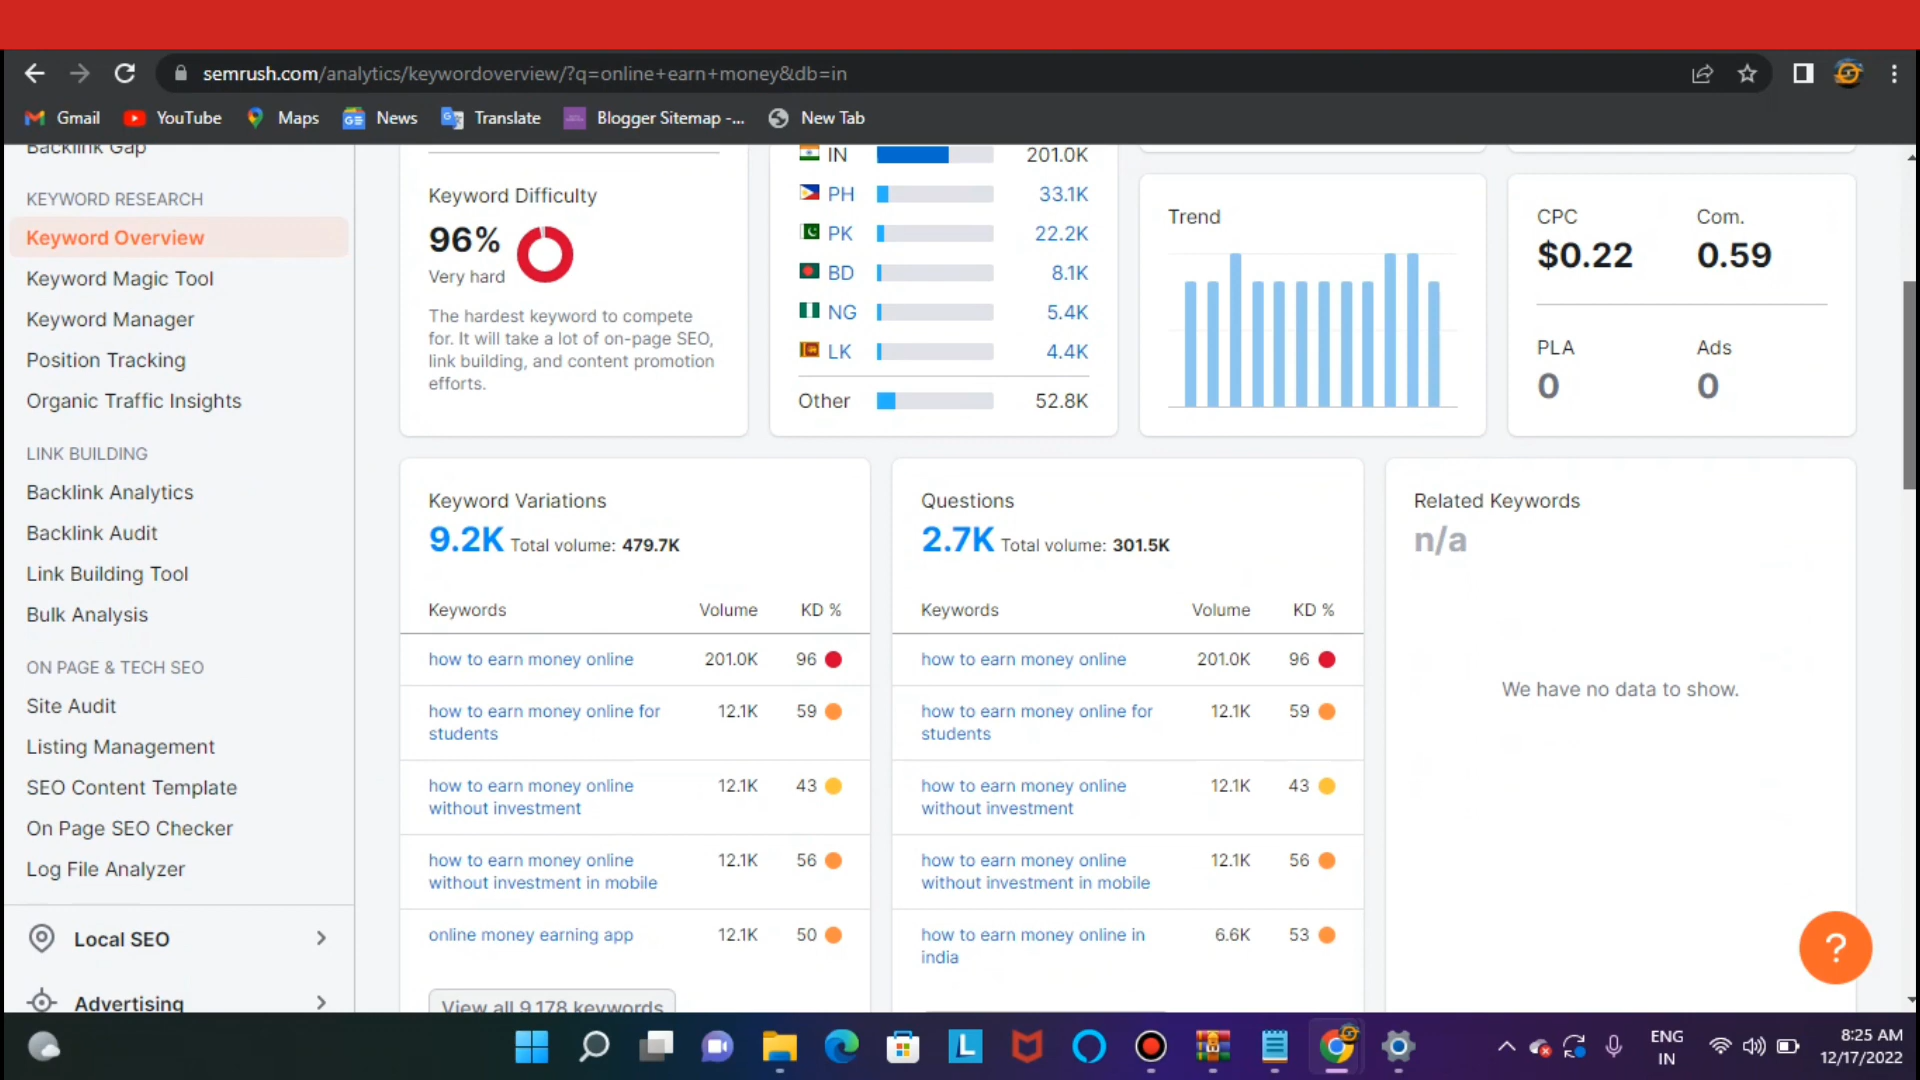 semrush.com/analytics/keywordoverview/?q=online+earn+money&db=in
Gmail YouTube Maps News Translate Blogger Sitemap -... New Tab
Backlink Gap
KEYWORD RESEARCH
Keyword Overview
Keyword Magic Tool
Keyword Manager
Position Tracking
Organic Traffic Insights
LINK BUILDING
Backlink Analytics
Backlink Audit
Link Building Tool
Bulk Analysis
ON PAGE & TECH SEO
Site Audit
Listing Management
SEO Content Template
On Page SEO Checker
Log File Analyzer
Local SEO
Advertising
Keyword Difficulty
96%
Very hard
The hardest keyword to compete
for. It will take a lot of on-page SEO,
link building, and content promotion
efforts.
IN 201.0K
PH 33.1K
PK 22.2K
BD 8.1K
NG 5.4K
LK 4.4K
Other 52.8K
Trend
CPC Com.
$0.22 0.59
PLA Ads
0 0
Keyword Variations
9.2K Total volume: 479.7K
Keywords Volume KD %
how to earn money online 201.0K 96
how to earn money online for 12.1K 59
students
how to earn money online 12.1K 43
without investment
how to earn money online 12.1K 56
without investment in mobile
online money earning app 12.1K 50
View all 9,178 keywords
Questions
2.7K Total volume: 301.5K
Keywords Volume KD %
how to earn money online 201.0K 96
how to earn money online for 12.1K 59
students
how to earn money online 12.1K 43
without investment
how to earn money online 12.1K 56
without investment in mobile
how to earn money online in 6.6K 53
india
Related Keywords
n/a
We have no data to show.
?
ENG
IN
8:25 AM
12/17/2022